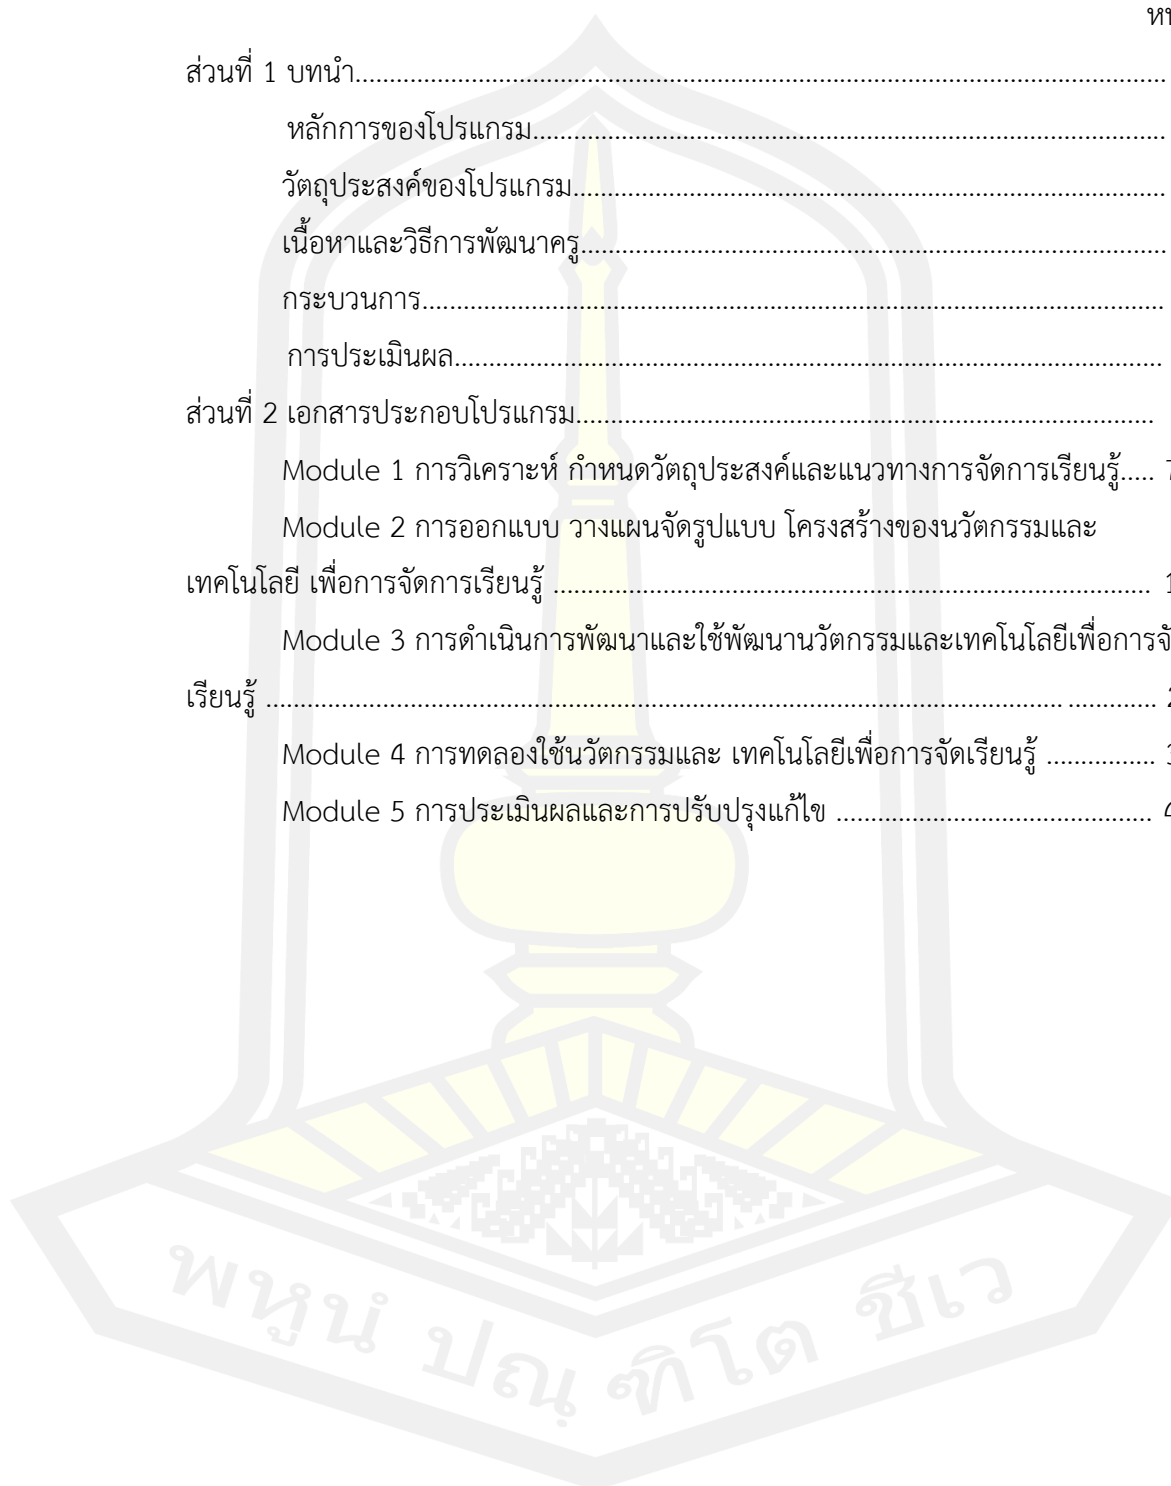 ส่วนที่ 1 บทนำ........................................................................................................................
หลักการของโปรแกรม.............................................................................................
วัตถุประสงค์ของโปรแกรม.......................................................................................
เนื้อหาและวิธีการพัฒนาครู......................................................................................
กระบวนการ.............................................................................................................
การประเมินผล........................................................................................................
ส่วนที่ 2 เอกสารประกอบโปรแกรม.....................................................................................
Module 1 การวิเคราะห์ กำหนดวัตถุประสงค์และแนวทางการจัดการเรียนรู้..... 7
Module 2 การออกแบบ วางแผนจัดรูปแบบ โครงสร้างของนวัตกรรมและ
เทคโนโลยี เพื่อการจัดการเรียนรู้ ........................................................................................
Module 3 การดำเนินการพัฒนาและใช้พัฒนานวัตกรรมและเทคโนโลยีเพื่อการ
เรียนรู้ ....................................................................................................................................
Module 4 การทดลองใช้นวัตกรรมและ เทคโนโลยีเพื่อการจัดเรียนรู้ ................
Module 5 การประเมินผลและการปรับปรุงแก้ไข ...............................................
พหูนํ ปณฺฑิโต ชีเว